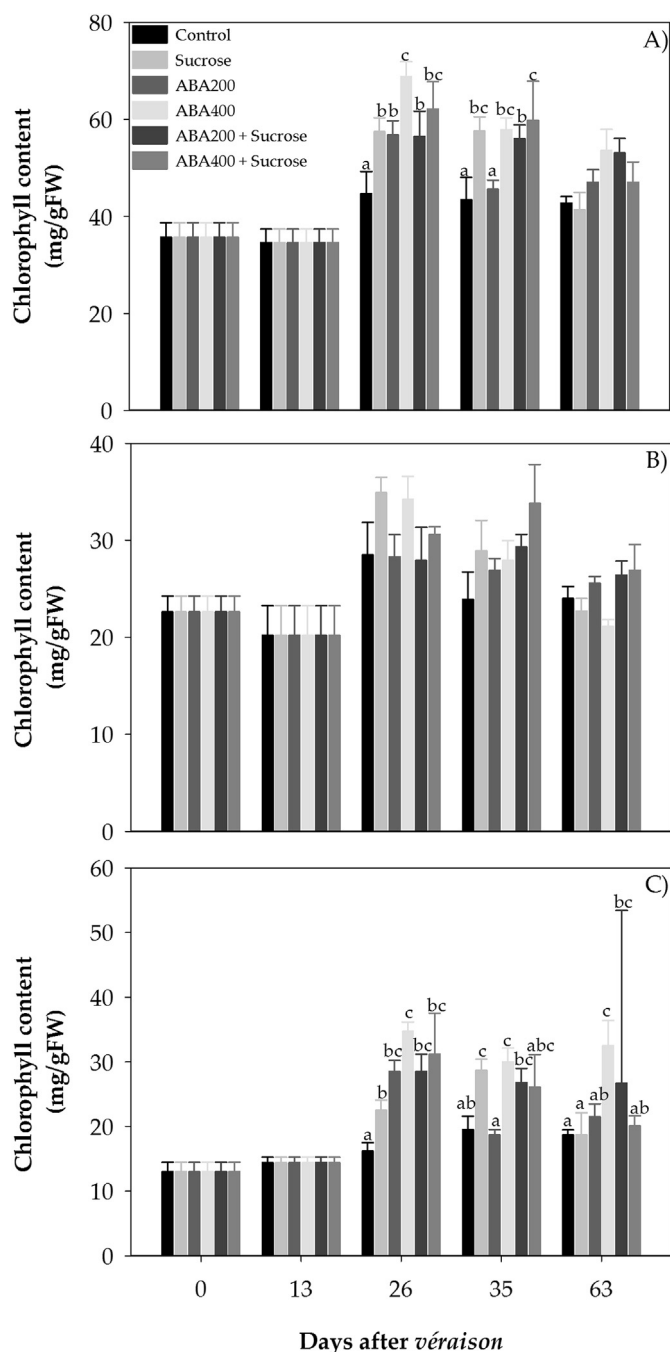 80
A)
Control
Sucrose
ABA200
ABA400
ABA200 + Sucrose
ABA400 + Sucrose
c
bc
bb
b
a
bc
a
bc
b
c
a
60
40
20
0
Chlorophyll content
(mg/gFW)
40
B)
30
20
10
0
Chlorophyll content
(mg/gFW)
60
C)
50
40
30
20
10
0
Chlorophyll content
(mg/gFW)
a
b
bc
c
bc
bc
ab
c
a
c
bc
abc
a
a
ab
c
bc
ab
0
13
26
35
63
Days after véraison